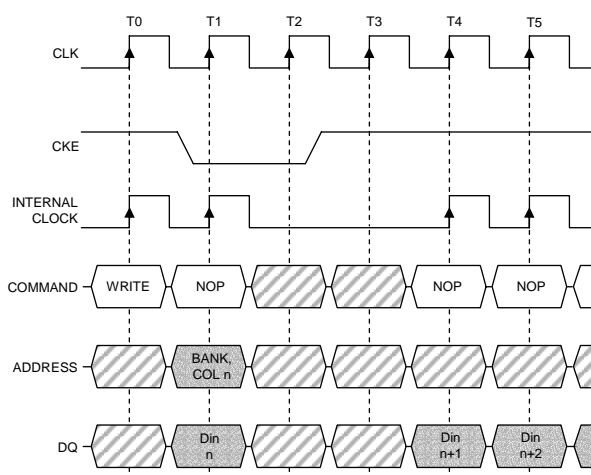 T0 T1 T2 T3 T4 T5
CLK
CKE
INTERNAL
CLOCK
COMMAND WRITE NOP NOP NOP
ADDRESS BANK,
COL n
DQ Din Din Din
n n+1 n+2